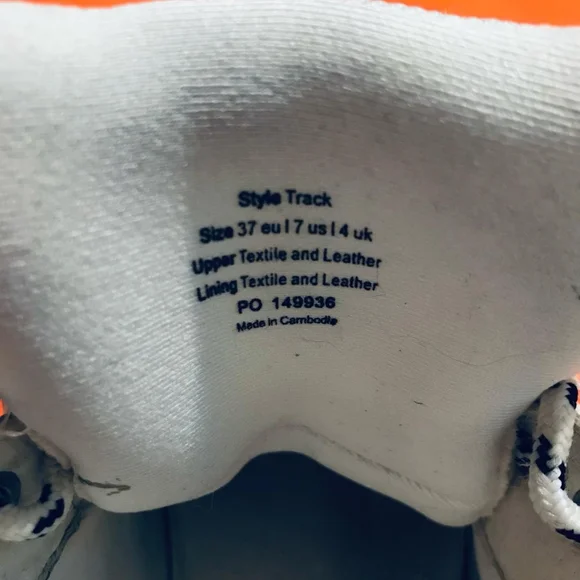 Style Track
Size 37 eu | 7 us | 4 uk
Upper Textile and Leather
Lining Textile and Leather
PO 149936
Made in Cambodia